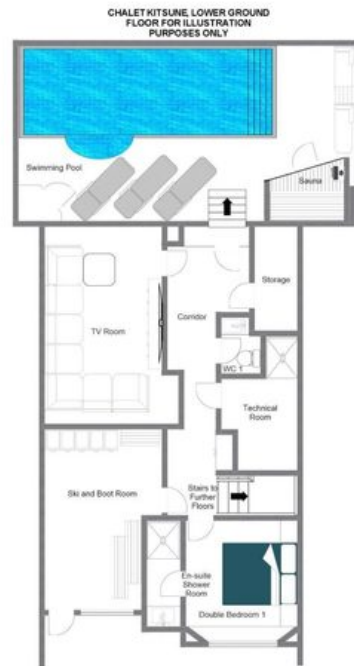 CHALET KITSUNE, LOWER GROUND
FLOOR FOR ILLUSTRATION
PURPOSES ONLY
Swimming Pool
Sauna
Storage
Corridor
TV Room
WC 1
Technical
Room
Ski and Boot Room
Stairs to
Further
Floors
En-suite
Shower
Room
Double Bedroom 1